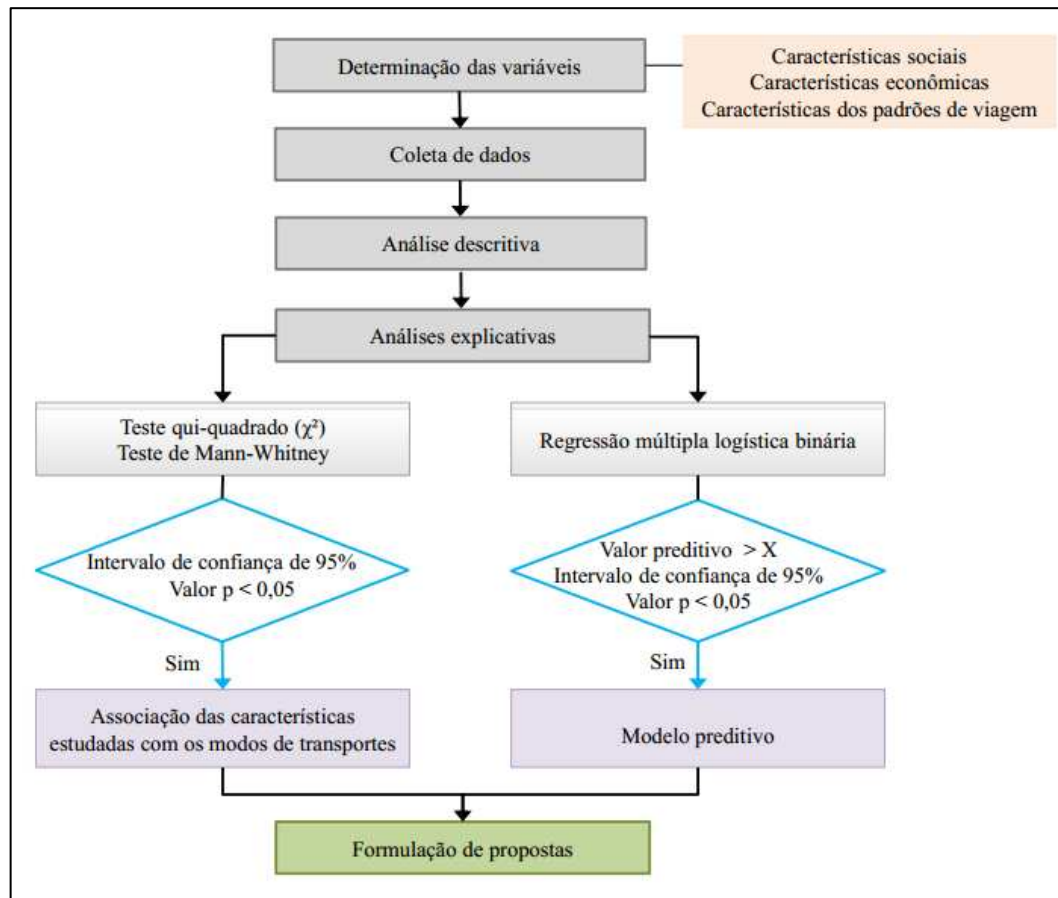 Determinação das variáveis
Características sociais
Características econômicas
Características dos padrões de viagem
Coleta de dados
Análise descritiva
Análises explicativas
Teste qui-quadrado (χ²)
Teste de Mann-Whitney
Regressão múltipla logística binária
Intervalo de confiança de 95%
Valor p < 0,05
Valor preditivo > X
Intervalo de confiança de 95%
Valor p < 0,05
Sim
Sim
Associação das características
estudadas com os modos de transportes
Modelo preditivo
Formulação de propostas